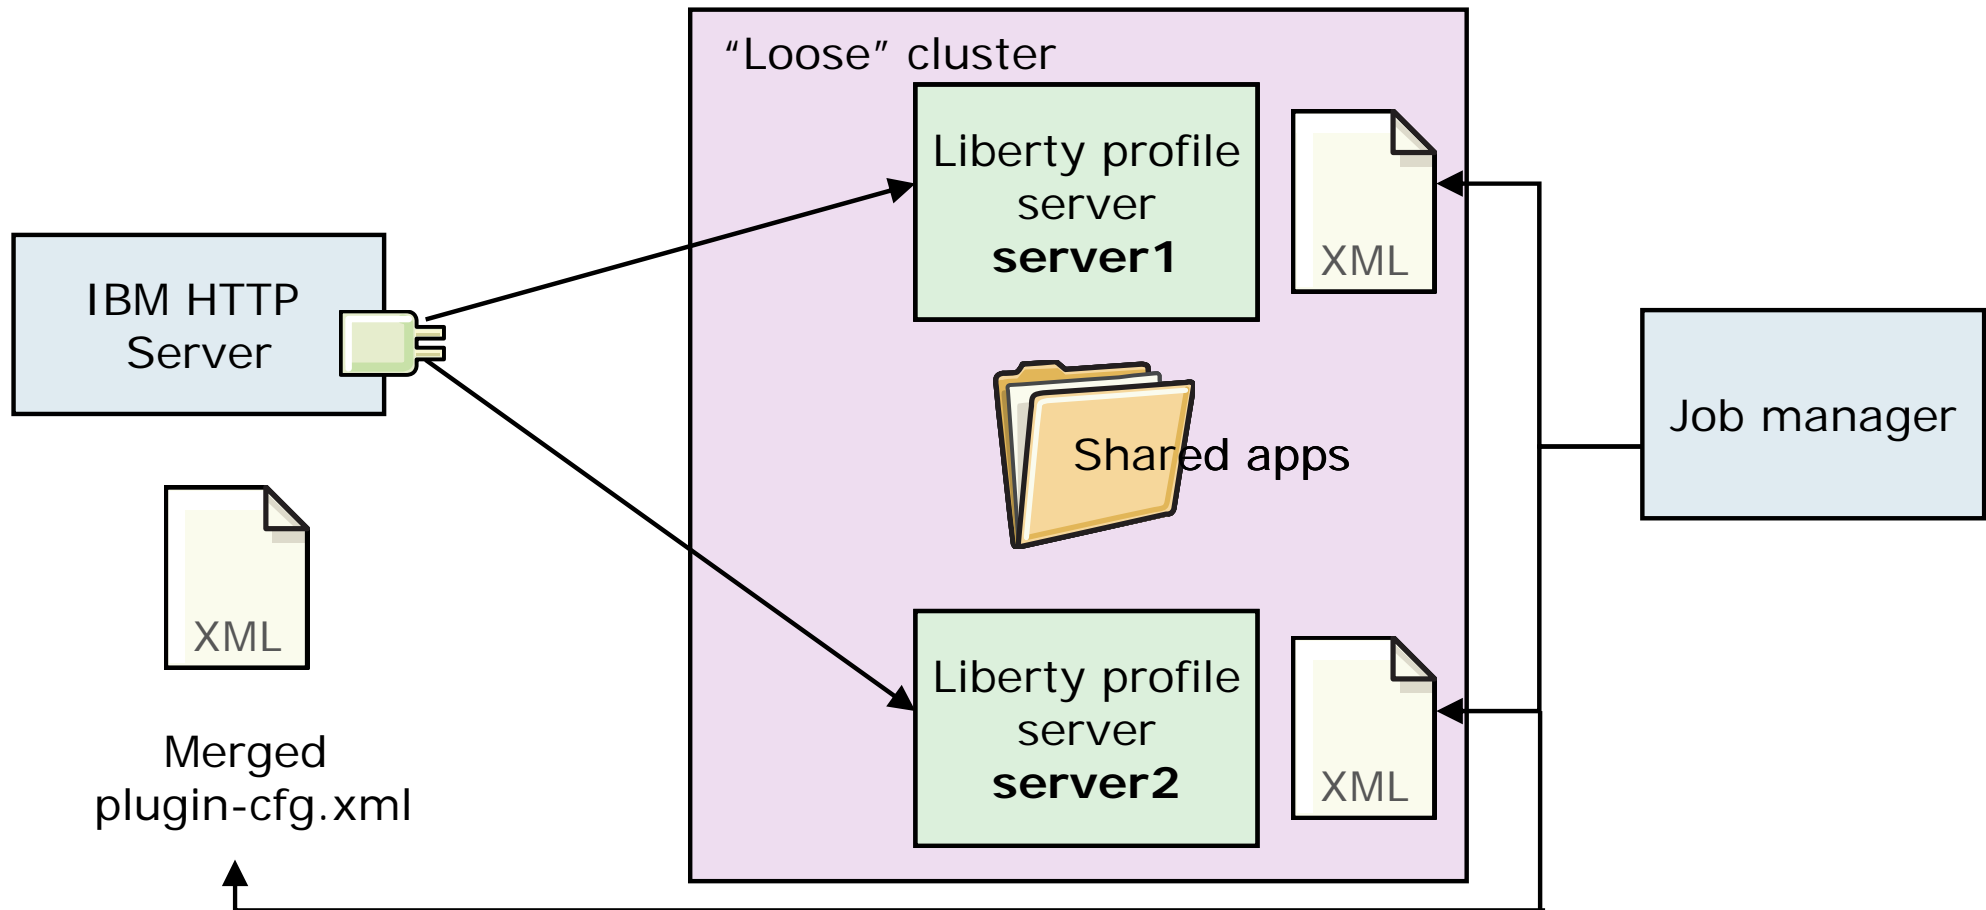 “Loose” cluster
Liberty profile
server
server1
XML
IBM HTTP
Server
Shared apps
Job manager
XML
Merged
plugin-cfg.xml
Liberty profile
server
server2
XML